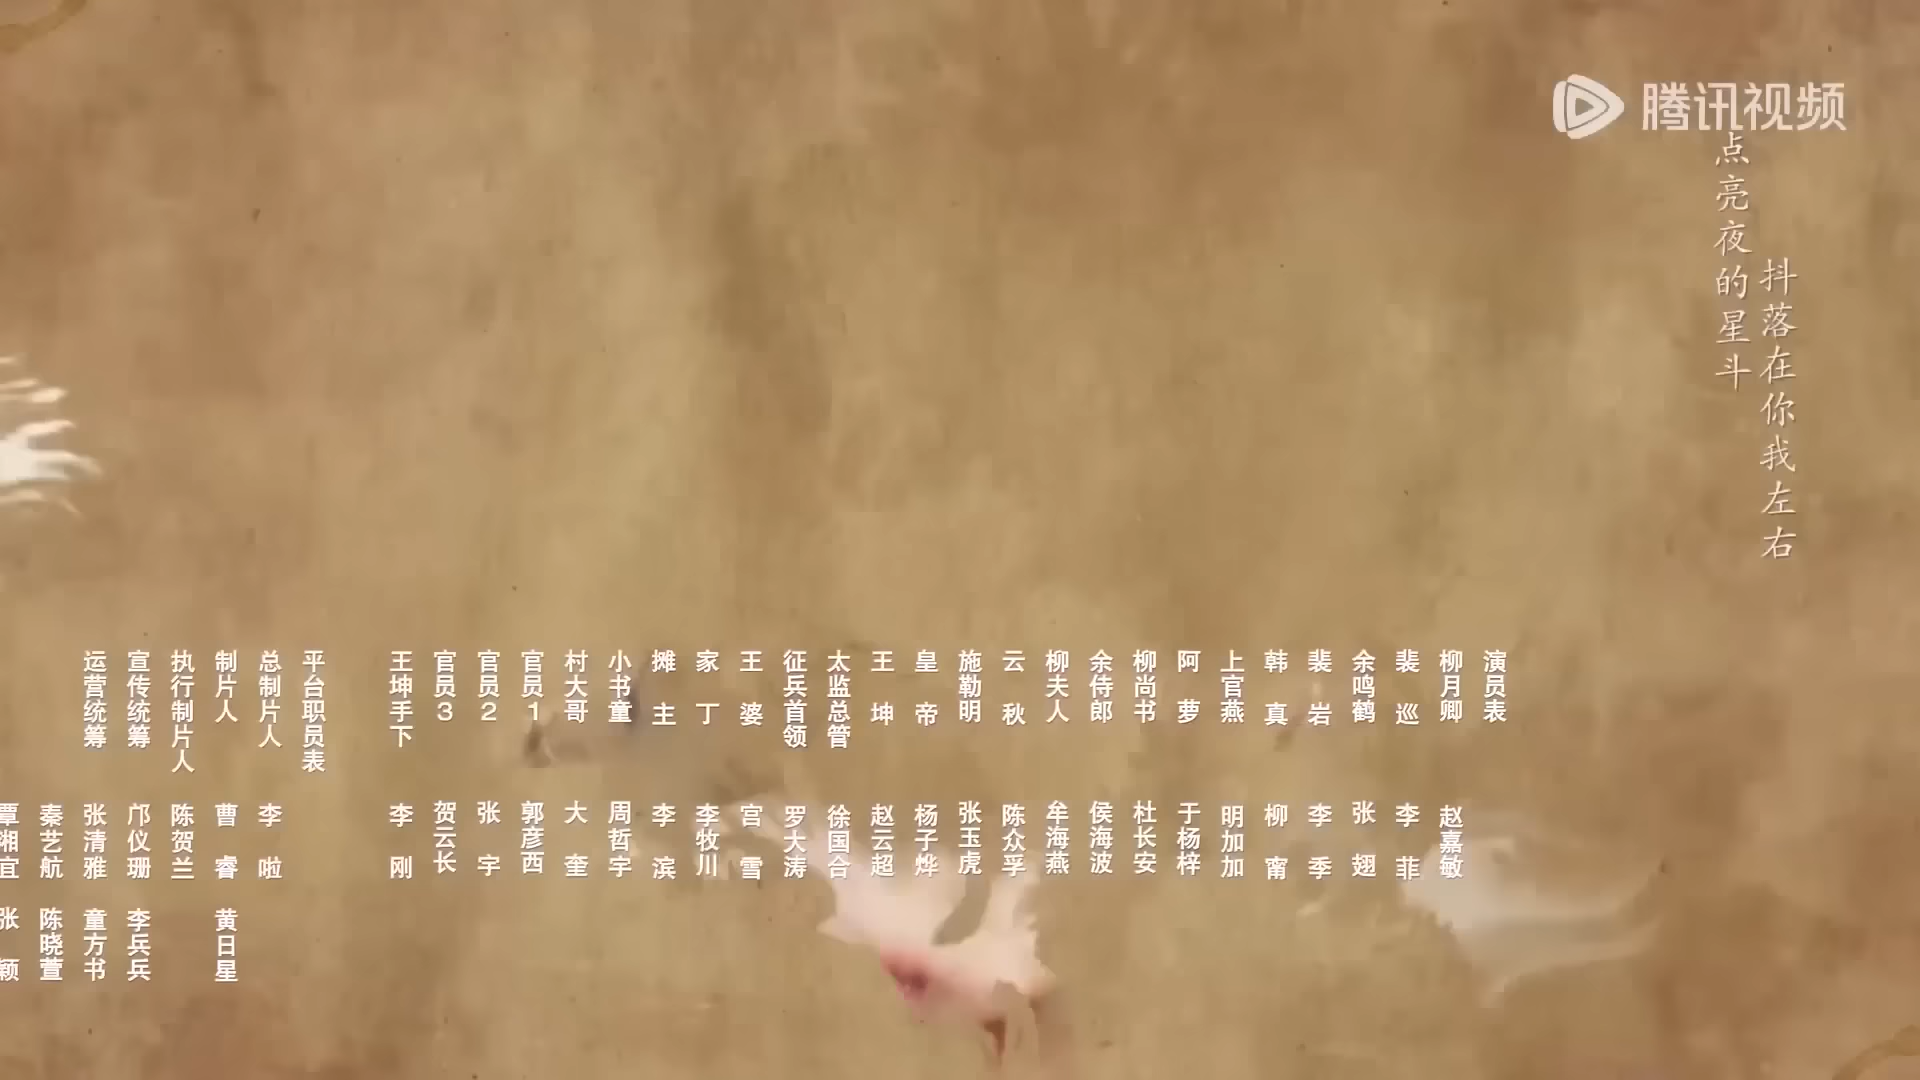 腾讯视频
抖落在你我左右
点亮夜的星斗
演员表
柳月卿 赵嘉敏
裴巡 李菲
余鸣鹤 张翅
裴岩 李季
韩真 柳甯
上官燕 明加加
阿萝 于杨梓
柳尚书 杜长安
余侍郎 侯海波
柳夫人 牟海燕
云秋 陈众孚
施勒明 张玉虎
皇帝 杨子烨
王坤 赵云超
太监总管 徐国合
征兵首领 罗大涛
王婆 宫雪
家丁 李牧川
摊主 李滨
小书童 周哲宇
村大哥 大奎
官员1 郭彦西
官员2 张宇
官员3 贺云长
王坤手下 李刚
平台职员表
总制片人 李啦
制片人 曹睿 黄日星
执行制片人 陈贺兰
宣传统筹 邝仪珊 李兵兵
运营统筹 张清雅 童方书
秦艺航 陈晓萱
覃湘宜 张颖